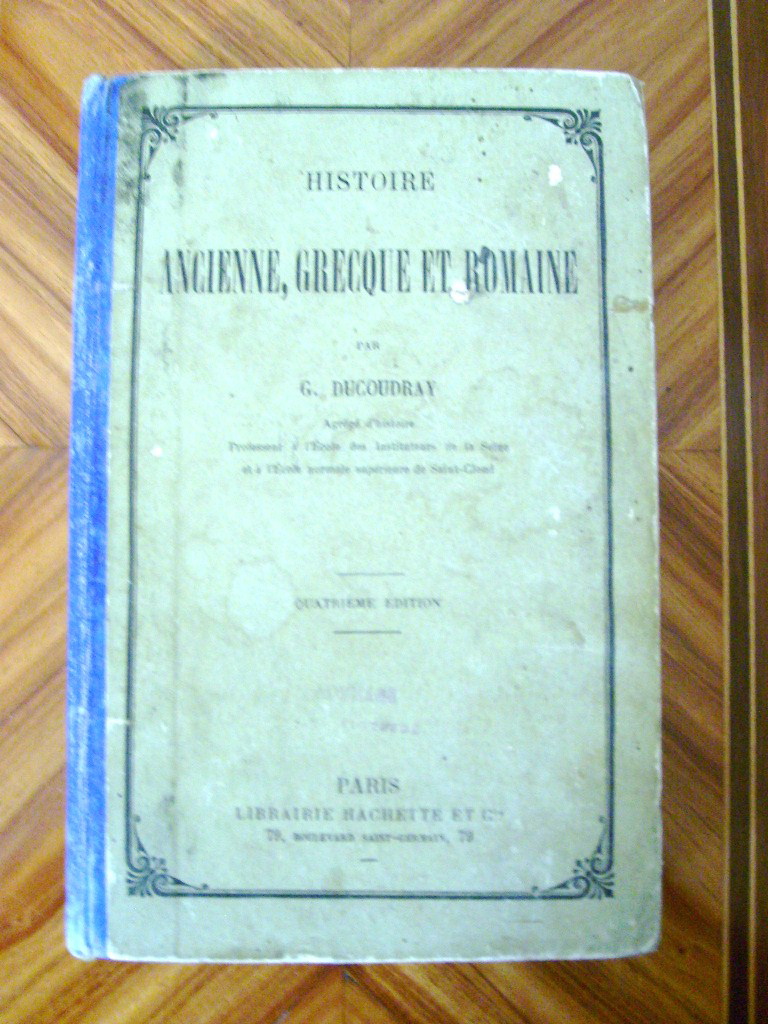 HISTOIRE
ANCIENNE, GRECQUE ET ROMAINE
PAR
G. DUCOUDRAY
Agrégé d'histoire
Professeur à l'École des Instituteurs de la Seine
et à l'École normale supérieure de Saint-Cloud
QUATRIÈME ÉDITION
PARIS
LIBRAIRIE HACHETTE ET Cie
79, BOULEVARD SAINT-GERMAIN, 79